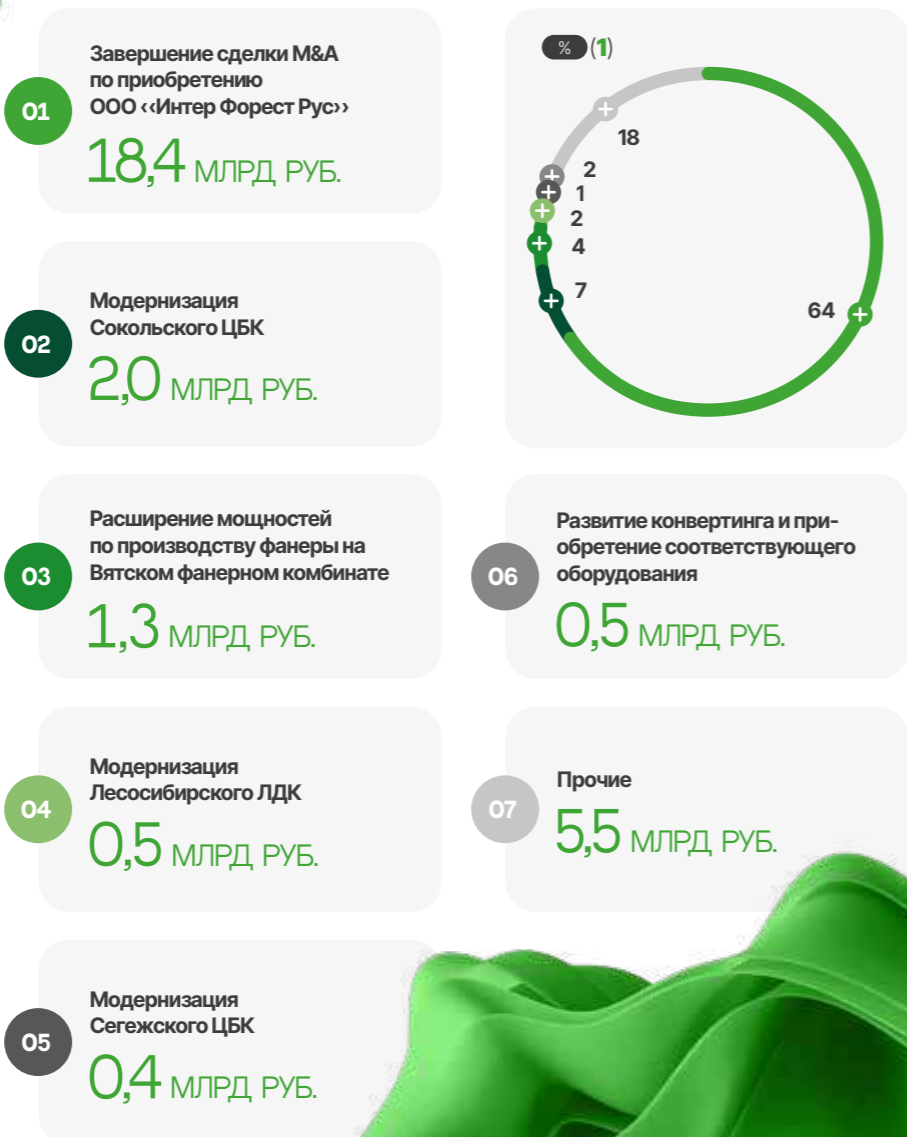 01
Завершение сделки M&A
по приобретению
ООО ‹‹Интер Форест Рус››
18,4 МЛРД РУБ.
02
Модернизация
Сокольского ЦБК
2,0 МЛРД РУБ.
% (1)
18
2
1
2
4
7
64
03
Расширение мощностей
по производству фанеры на
Вятском фанерном комбинате
1,3 МЛРД РУБ.
04
Модернизация
Лесосибирского ЛДК
0,5 МЛРД РУБ.
05
Модернизация
Сегежского ЦБК
0,4 МЛРД РУБ.
06
Развитие конвертинга и при-
обретение соответствующего
оборудования
0,5 МЛРД РУБ.
07
Прочие
5,5 МЛРД РУБ.